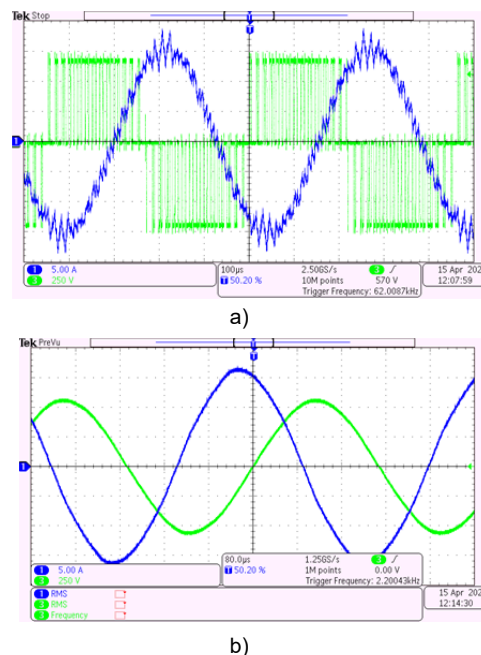 Tek Stop
T
1
1 5.00 A
3 250 V
100µs
T 50.20 %
2.50GS/s
10M points
3
570 V
Trigger Frequency: 62.0087kHz
15 Apr 202
12:07:59
a)
Tek PreVu
T
1
1 5.00 A
3 250 V
80.0µs
T 50.20 %
1.25GS/s
1M points
3
0.00 V
Trigger Frequency: 2.20043kHz
1 RMS
3 RMS
3 Frequency
15 Apr 202
12:14:30
b)